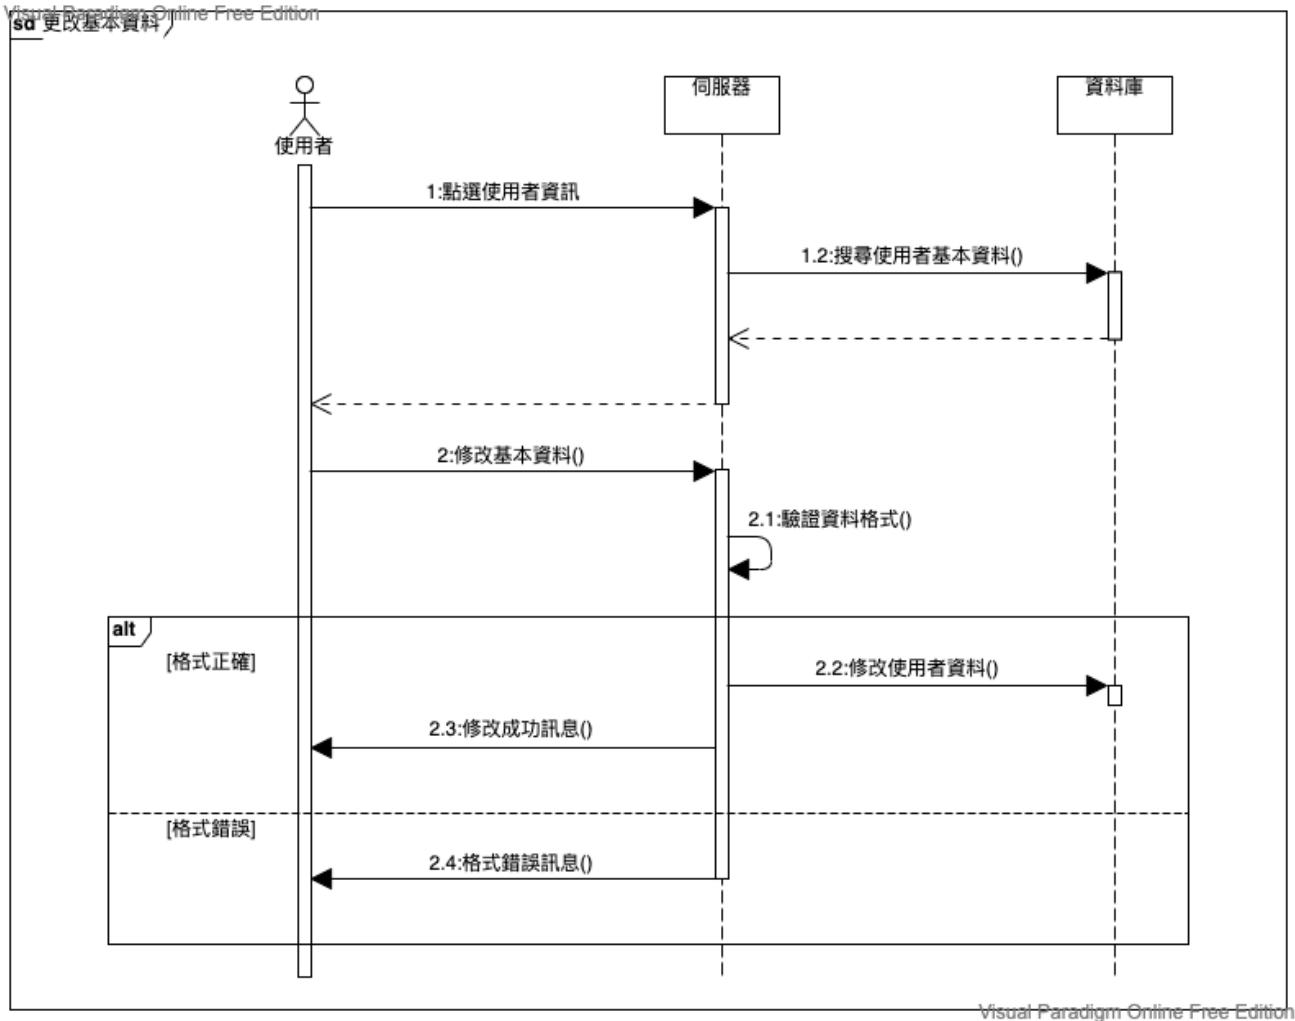 Visual Paradigm Online Free Edition
sd 更改基本資料
使用者
伺服器
資料庫
1:點選使用者資訊
1.2:搜尋使用者基本資料()
2:修改基本資料()
2.1:驗證資料格式()
alt
[格式正確]
2.2:修改使用者資料()
2.3:修改成功訊息()
[格式錯誤]
2.4:格式錯誤訊息()
Visual Paradigm Online Free Edition